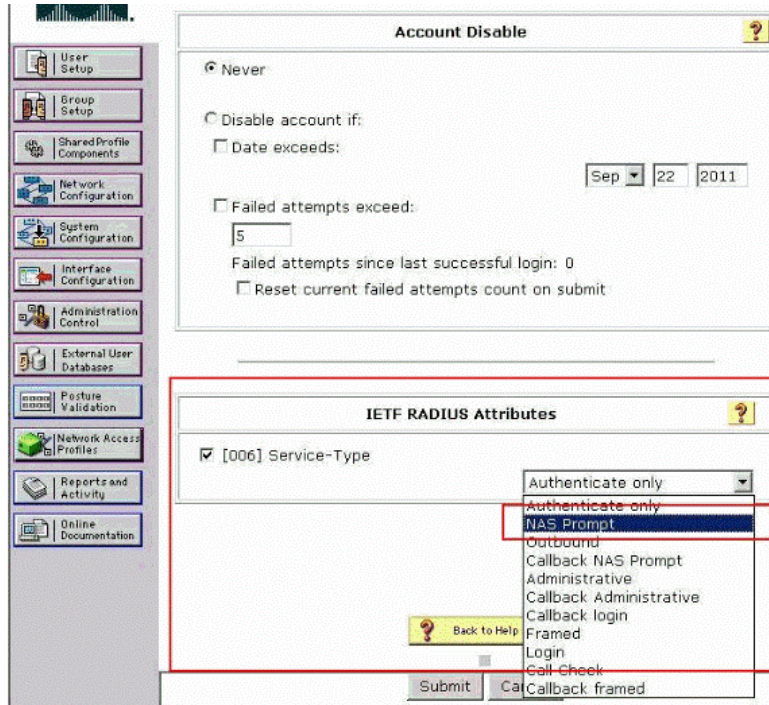 User
Setup
Group
Setup
Shared Profile
Components
Network
Configuration
System
Configuration
Interface
Configuration
Administration
Control
External User
Databases
Posture
Validation
Network Access
Profiles
Reports and
Activity
Online
Documentation
Account Disable
Never
Disable account if:
Date exceeds:
Sep 22 2011
Failed attempts exceed:
5
Failed attempts since last successful login: 0
Reset current failed attempts count on submit
IETF RADIUS Attributes
[006] Service-Type
Authenticate only
Authenticate only
NAS Prompt
Outbound
Callback NAS Prompt
Administrative
Callback Administrative
Callback login
Framed
Login
Call Check
Callback framed
Back to Help
Submit